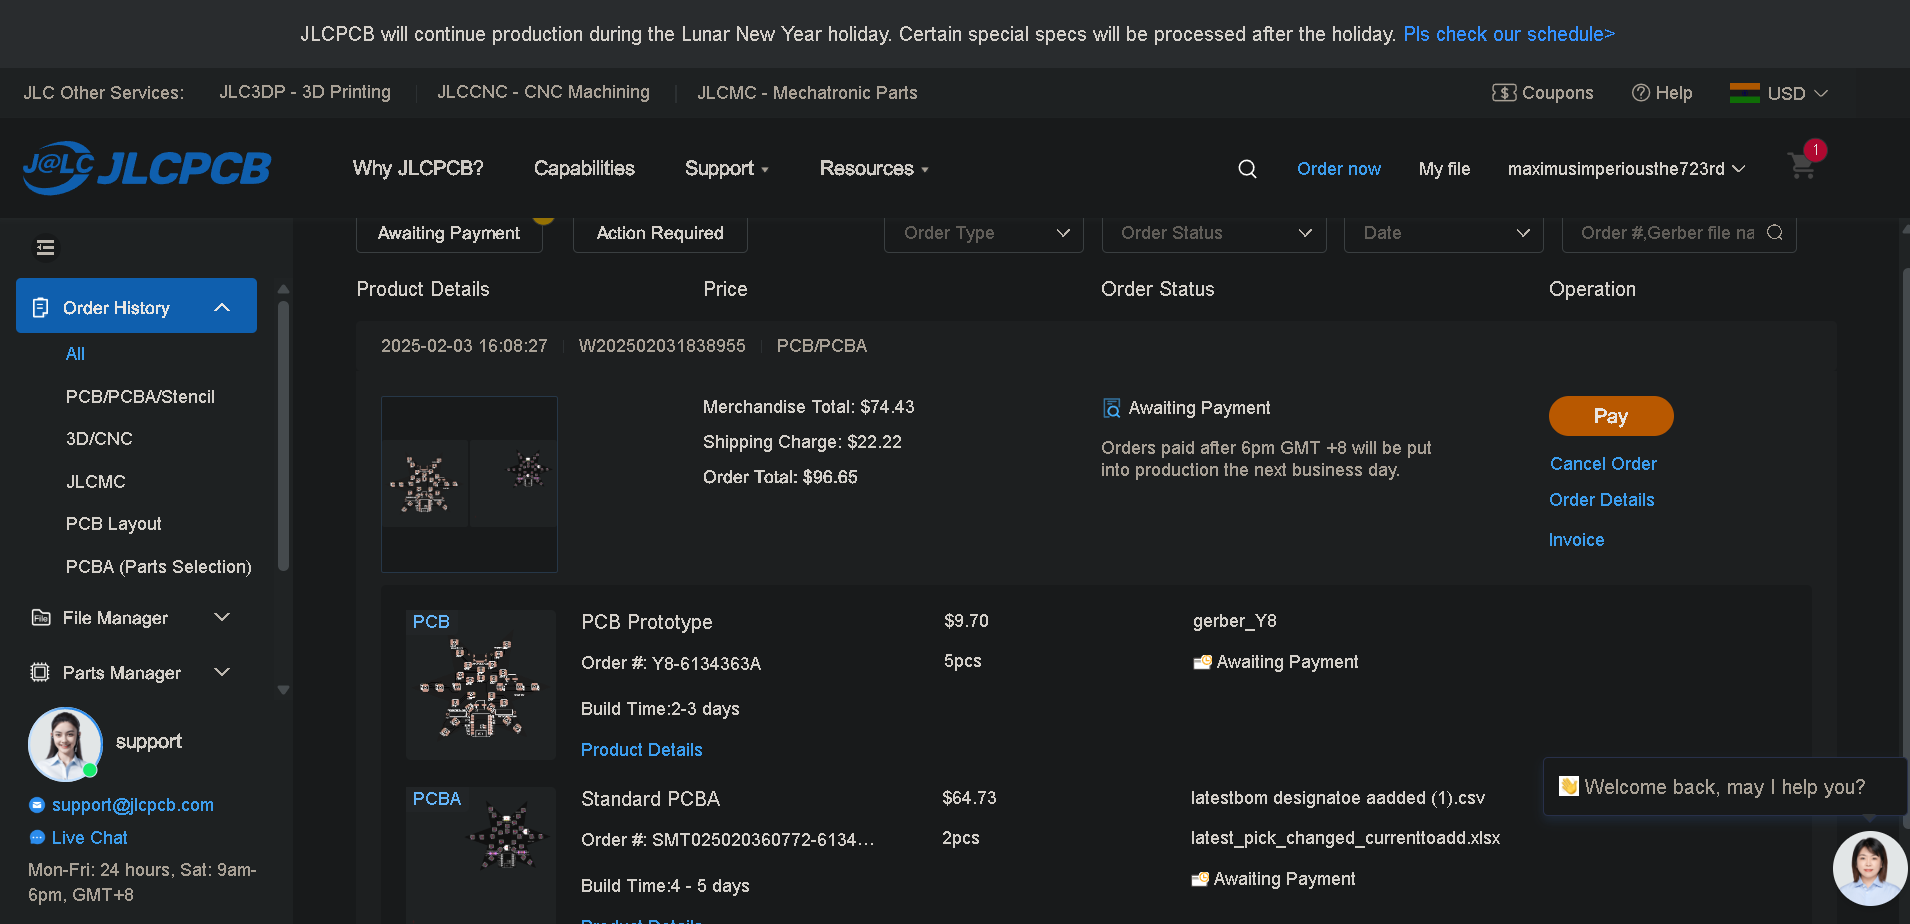 JLCPCB will continue production during the Lunar New Year holiday. Certain special specs will be processed after the holiday. Pls check our schedule>
JLC Other Services: JLC3DP - 3D Printing JLCCNC - CNC Machining JLCMC - Mechatronic Parts Coupons Help USD
J@LC JLCPCB Why JLCPCB? Capabilities Support Resources Order now My file maximusimperiousthe723rd 1
Awaiting Payment Action Required Order Type Order Status Date Order #,Gerber file na
Product Details Price Order Status Operation
Order History
All
PCB/PCBA/Stencil
3D/CNC
JLCMC
PCB Layout
PCBA (Parts Selection)
File Manager
Parts Manager
support
support@jlcpcb.com
Live Chat
Mon-Fri: 24 hours, Sat: 9am-
6pm, GMT+8
2025-02-03 16:08:27 W202502031838955 PCB/PCBA
Merchandise Total: $74.43
Shipping Charge: $22.22
Order Total: $96.65
Awaiting Payment
Orders paid after 6pm GMT +8 will be put
into production the next business day.
Pay
Cancel Order
Order Details
Invoice
PCB
PCB Prototype $9.70 gerber_Y8
Order #: Y8-6134363A 5pcs Awaiting Payment
Build Time:2-3 days
Product Details
PCBA
Standard PCBA $64.73 latestbom designatoe aadded (1).csv
Order #: SMT025020360772-6134... 2pcs latest_pick_changed_currenttoadd.xlsx
Build Time:4 - 5 days Awaiting Payment
Product Details
Welcome back, may I help you?